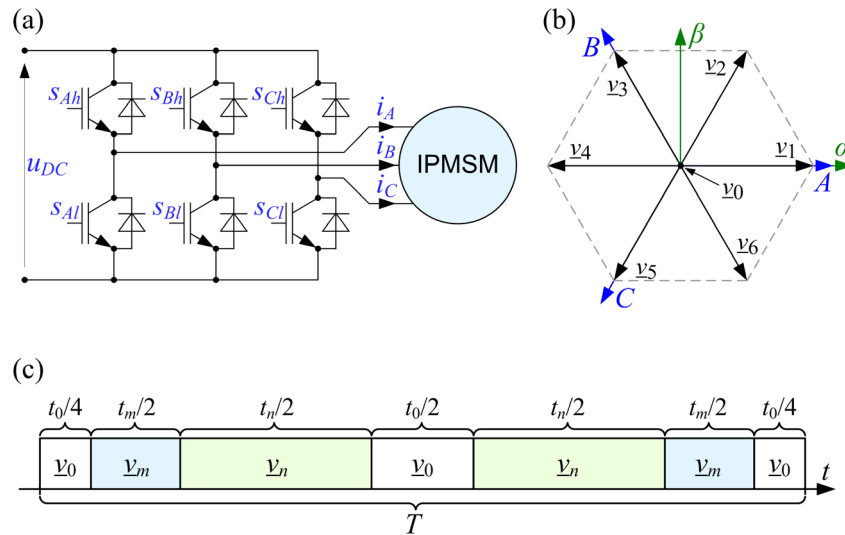 (a)
s_Ah s_Bh s_Ch
i_A
i_B
i_C
IPMSM
u_DC
s_Al s_Bl s_Cl
(b)
B β
v_2
v_3
v_4 v_1 α
v_0 A
v_6
v_5
C
(c)
t_0/4 t_m/2 t_n/2 t_0/2 t_n/2 t_m/2 t_0/4
v_0 v_m v_n v_0 v_n v_m v_0 t
T